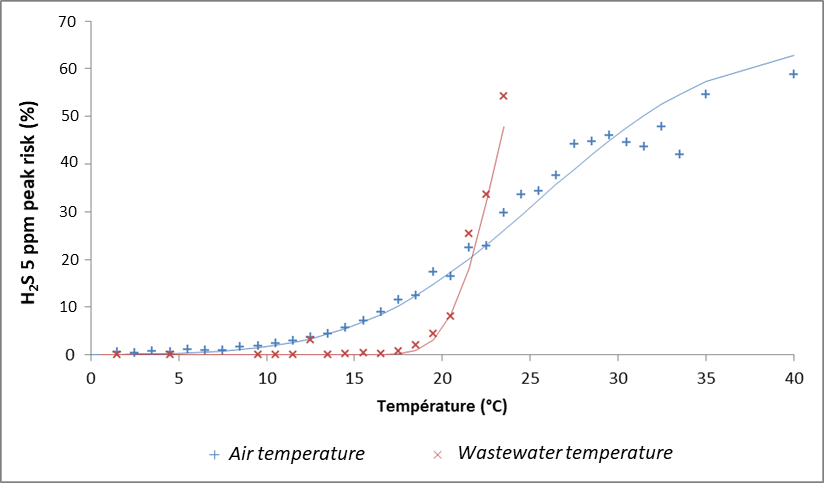 70
60
50
40
30
20
10
0
H₂S 5 ppm peak risk (%)
0 5 10 15 20 25 30 35 40
Température (°C)
Air temperature Wastewater temperature